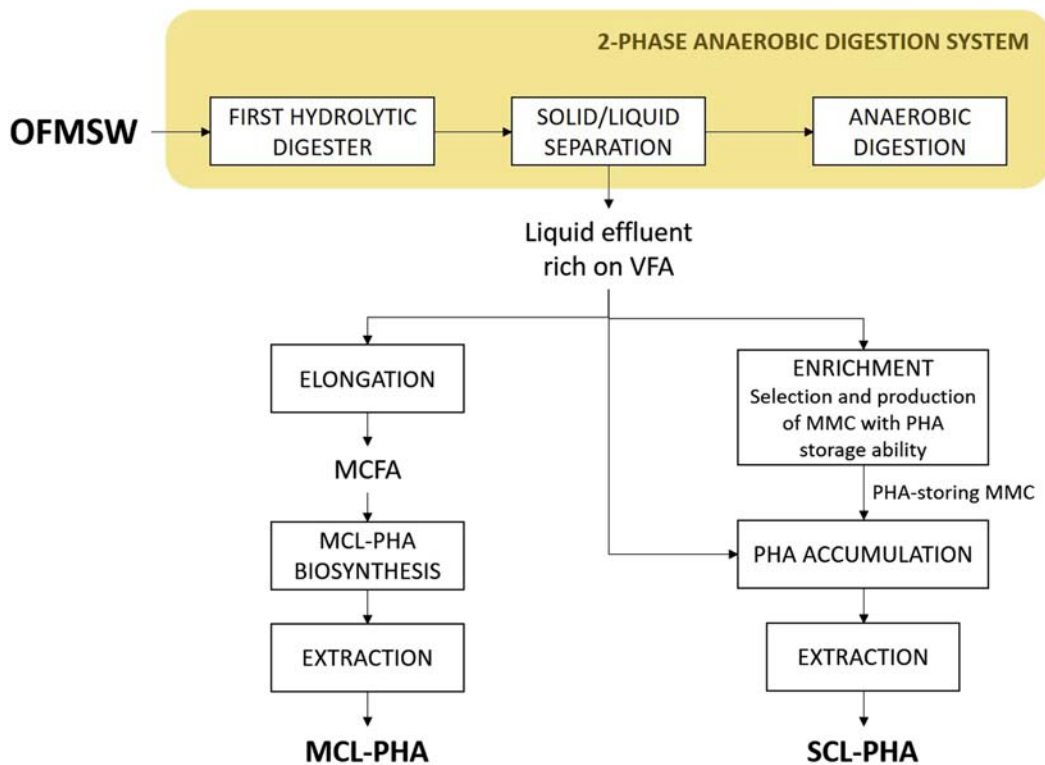 2-PHASE ANAEROBIC DIGESTION SYSTEM
OFMSW
FIRST HYDROLYTIC
DIGESTER
SOLID/LIQUID
SEPARATION
ANAEROBIC
DIGESTION
Liquid effluent
rich on VFA
ELONGATION
MCFA
MCL-PHA
BIOSYNTHESIS
EXTRACTION
MCL-PHA
ENRICHMENT
Selection and production
of MMC with PHA
storage ability
PHA-storing MMC
PHA ACCUMULATION
EXTRACTION
SCL-PHA